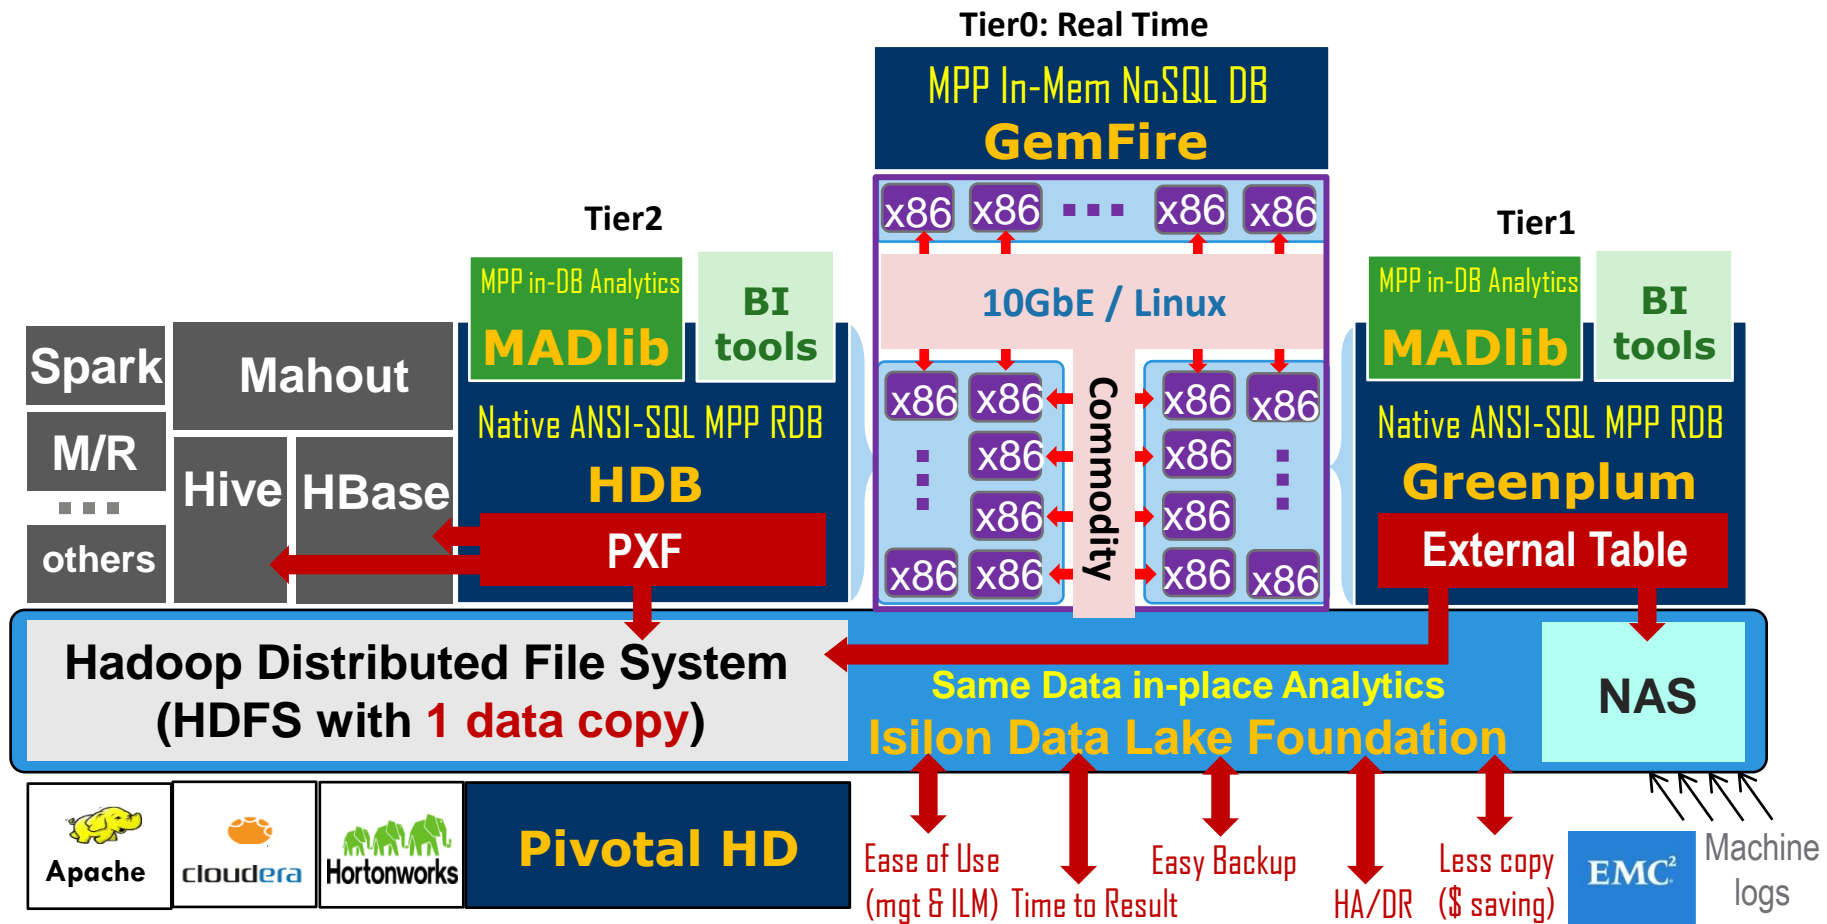 Tier0: Real Time
MPP In-Mem NoSQL DB
GemFire
x86 x86 x86 x86
10GbE / Linux
Commodity
x86 x86 x86 x86
x86 x86
x86 x86
x86 x86 x86 x86
Tier2
MPP in-DB Analytics
MADlib
BI
tools
Native ANSI-SQL MPP RDB
HDB
PXF
Spark
M/R
others
Mahout
Hive
HBase
Tier1
MPP in-DB Analytics
MADlib
BI
tools
Native ANSI-SQL MPP RDB
Greenplum
External Table
Hadoop Distributed File System
(HDFS with 1 data copy)
Same Data in-place Analytics
Isilon Data Lake Foundation
NAS
Apache
cloudera
Hortonworks
Pivotal HD
Ease of Use
(mgt & ILM)
Time to Result
Easy Backup
HA/DR
Less copy
($ saving)
EMC²
Machine
logs